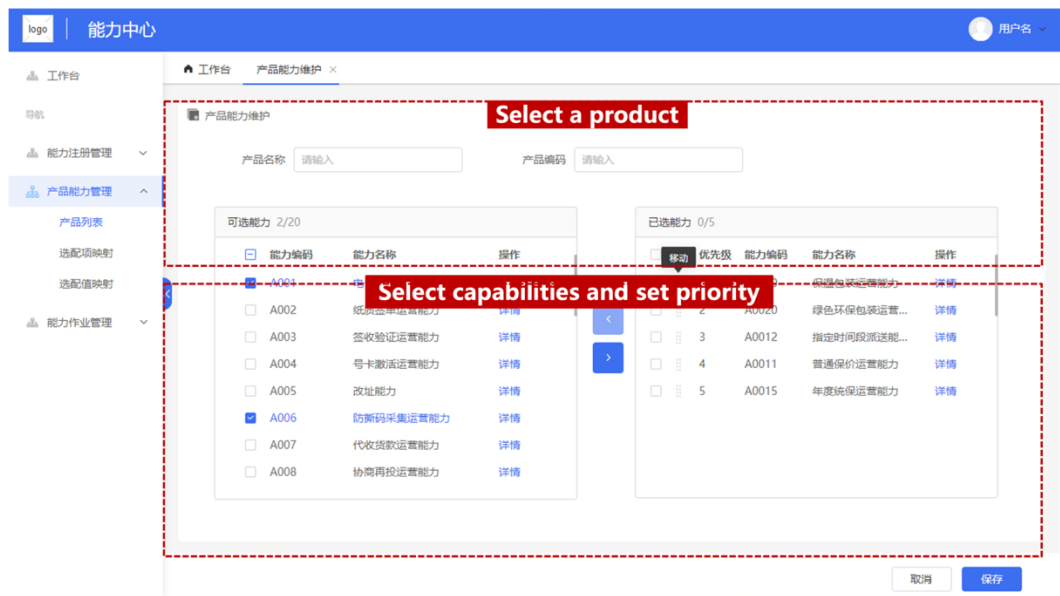 logo 能力中心 用户名
工作台
导航
能力注册管理
产品能力管理
产品列表
选配项映射
选配值映射
能力作业管理
工作台 产品能力维护 ×
产品能力维护
Select a product
产品名称 请输入 产品编码 请输入
可选能力 2/20
能力编码 能力名称 操作
A001
A002 纸质签单运营能力 详情
A003 签收验证运营能力 详情
A004 号卡激活运营能力 详情
A005 改址能力 详情
A006 防撕码采集运营能力 详情
A007 代收货款运营能力 详情
A008 协商再投运营能力 详情
Select capabilities and set priority
已选能力 0/5
移动 优先级 能力编码 能力名称 操作
保温包装运营能力 详情
2 A0020 绿色环保包装运营... 详情
3 A0012 指定时间段派送能... 详情
4 A0011 普通保价运营能力 详情
5 A0015 年度统保运营能力 详情
取消 保存